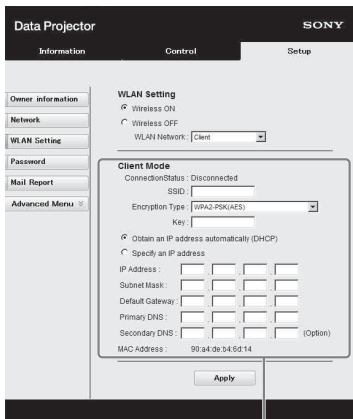 Data Projector
SONY
Information Control Setup
Owner information
Network
WLAN Setting
Password
Mail Report
Advanced Menu
WLAN Setting
Wireless ON
Wireless OFF
WLAN Network : Client
Client Mode
ConnectionStatus : Disconnected
SSID :
Encryption Type : WPA2-PSK(AES)
Key :
Obtain an IP address automatically (DHCP)
Specify an IP address
IP Address :
Subnet Mask :
Default Gateway :
Primary DNS :
Secondary DNS : (Option)
MAC Address : 90:a4:de:b4:6d:14
Apply